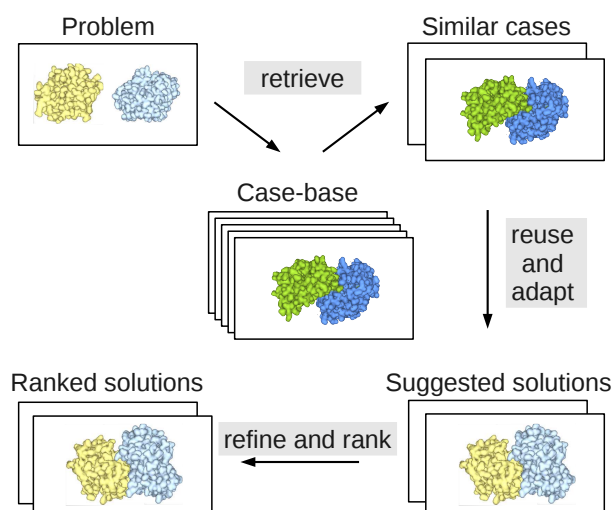 Problem
Similar cases
retrieve
Case-base
reuse
and
adapt
Ranked solutions
Suggested solutions
refine and rank